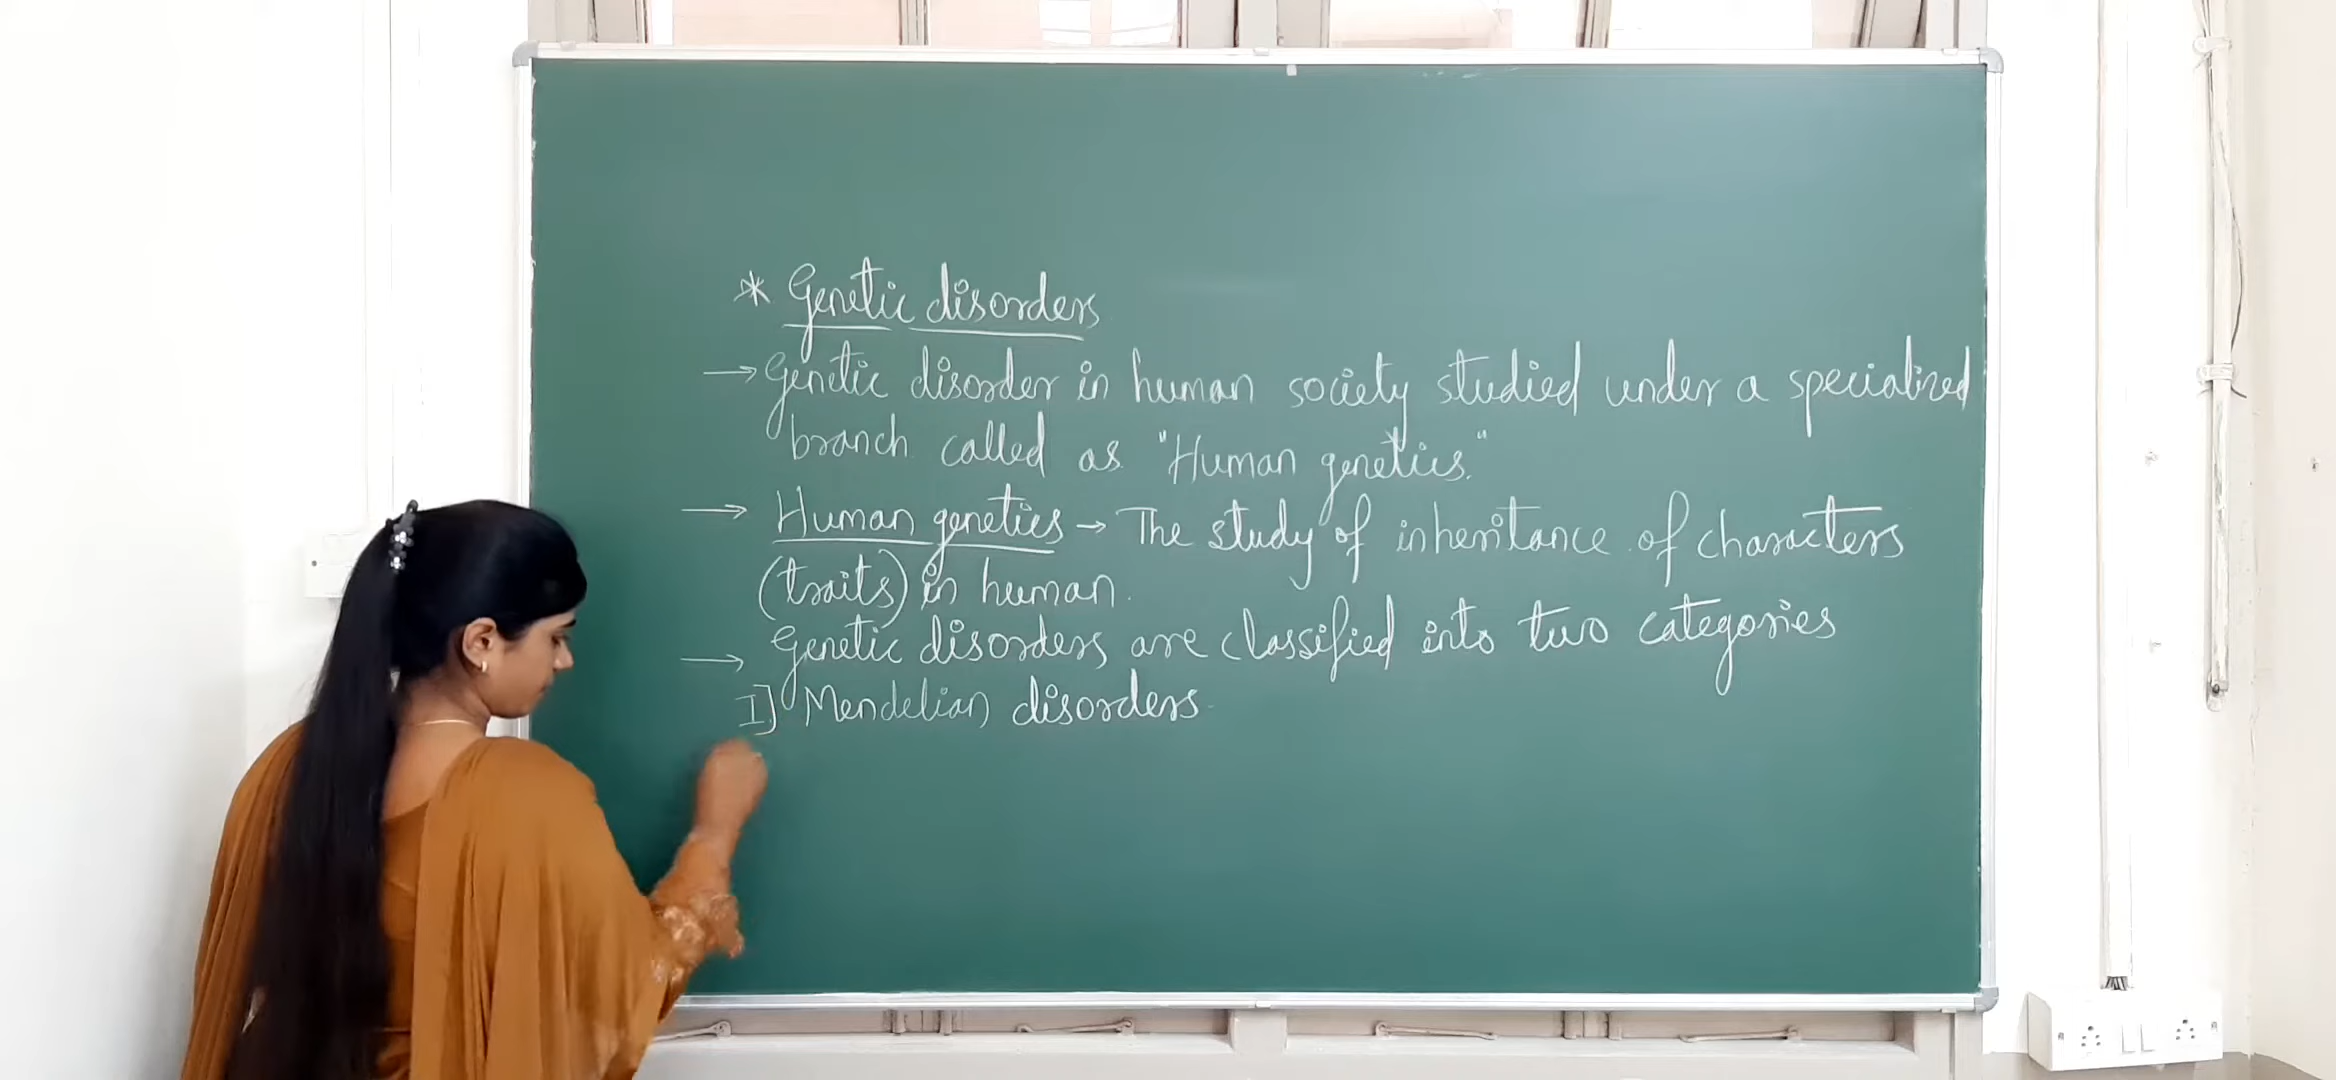 * Genetic disorders
→ Genetic disorder in human society studied under a specialized
branch called as "Human genetics."
→ Human genetics → The study of inheritance of characters
(traits) in human.
→ Genetic disorders are classified into two categories
I] Mendelian disorders